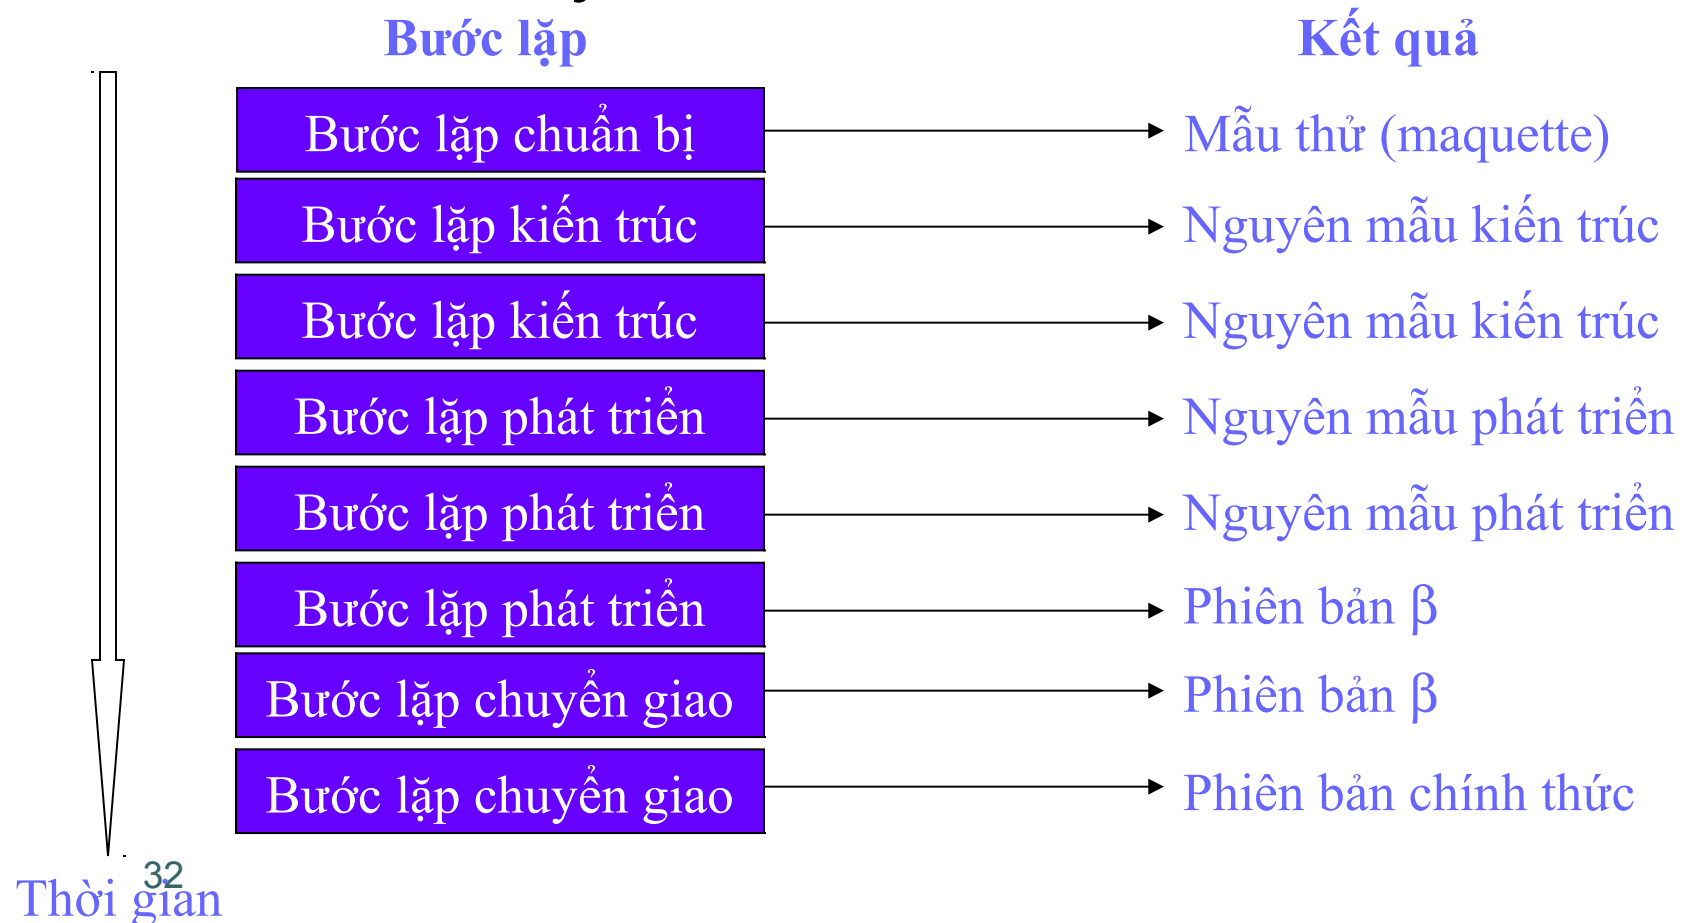 Bước lặp
Kết quả
Bước lặp chuẩn bị
Mẫu thử (maquette)
Bước lặp kiến trúc
Nguyên mẫu kiến trúc
Bước lặp kiến trúc
Nguyên mẫu kiến trúc
Bước lặp phát triển
Nguyên mẫu phát triển
Bước lặp phát triển
Nguyên mẫu phát triển
Bước lặp phát triển
Phiên bản β
Bước lặp chuyển giao
Phiên bản β
Bước lặp chuyển giao
Phiên bản chính thức
32
Thời gian